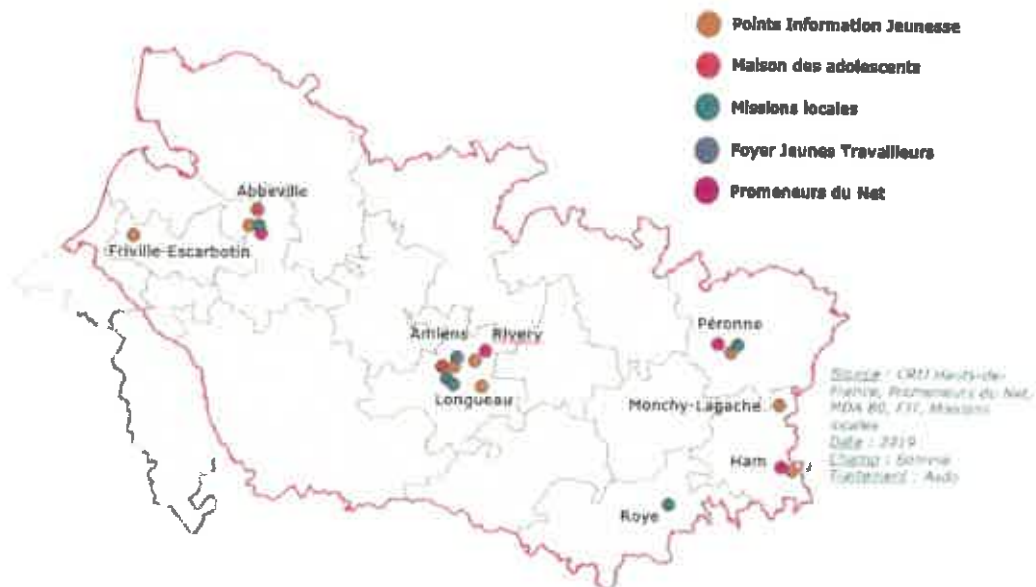 Points Information Jeunesse
Maison des adolescents
Missions locales
Foyer Jeunes Travailleurs
Promeneurs du Net
Abbeville
Friville-Escarbotin
Amiens
Rivery
Longueau
Péronne
Monchy-Lagache
Ham
Roye
Source : CRIJ Hauts-de-
France, Promeneurs du Net,
MDA 80, FJT, Missions
locales
Date : 2019
Champ : Somme
Traitement :